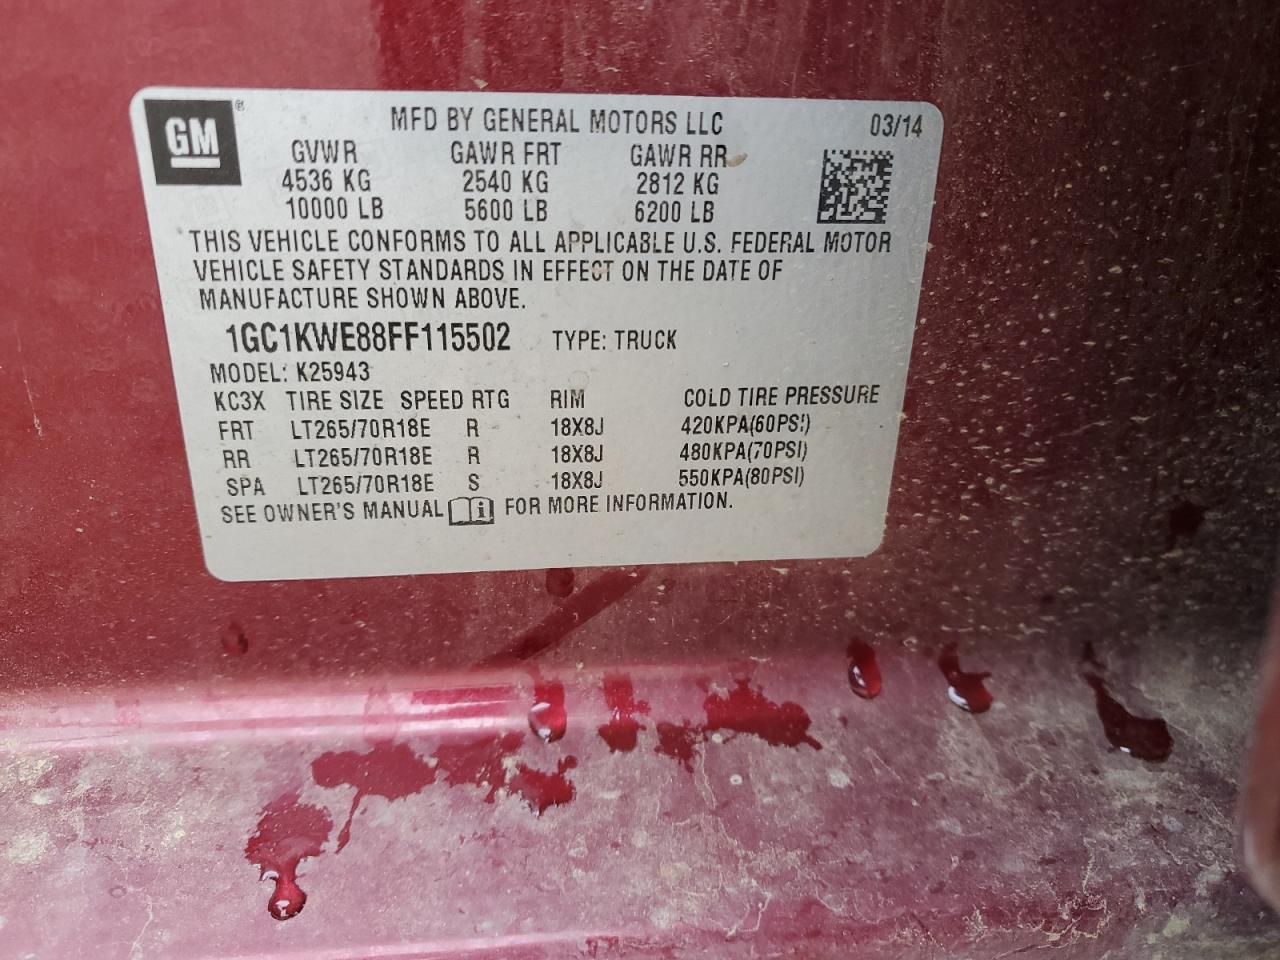 GM®
MFD BY GENERAL MOTORS LLC 03/14
GVWR GAWR FRT GAWR RR
4536 KG 2540 KG 2812 KG
10000 LB 5600 LB 6200 LB
THIS VEHICLE CONFORMS TO ALL APPLICABLE U.S. FEDERAL MOTOR
VEHICLE SAFETY STANDARDS IN EFFECT ON THE DATE OF
MANUFACTURE SHOWN ABOVE.
1GC1KWE88FF115502 TYPE: TRUCK
MODEL: K25943
KC3X TIRE SIZE SPEED RTG RIM COLD TIRE PRESSURE
FRT LT265/70R18E R 18X8J 420KPA(60PSI)
RR LT265/70R18E R 18X8J 480KPA(70PSI)
SPA LT265/70R18E S 18X8J 550KPA(80PSI)
SEE OWNER'S MANUAL i FOR MORE INFORMATION.